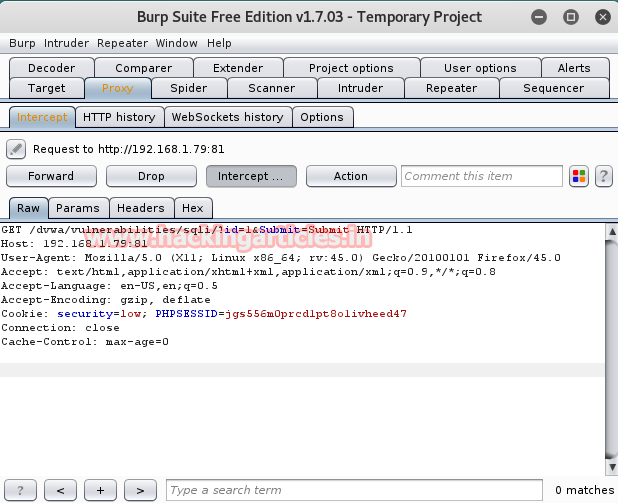 Burp Suite Free Edition v1.7.03 - Temporary Project
Burp Intruder Repeater Window Help
Decoder Comparer Extender Project options User options Alerts
Target Proxy Spider Scanner Intruder Repeater Sequencer
Intercept HTTP history WebSockets history Options
Request to http://192.168.1.79:81
Forward Drop Intercept ... Action Comment this item ?
Raw Params Headers Hex
GET /dvwa/vulnerabilities/sqli/?id=1&Submit=Submit HTTP/1.1
www.hackingarticles.in
Host: 192.168.1.79:81
User-Agent: Mozilla/5.0 (X11; Linux x86_64; rv:45.0) Gecko/20100101 Firefox/45.0
Accept: text/html,application/xhtml+xml,application/xml;q=0.9,*/*;q=0.8
Accept-Language: en-US,en;q=0.5
Accept-Encoding: gzip, deflate
Cookie: security=low; PHPSESSID=jgs556m0prcdlpt8olivheed47
Connection: close
Cache-Control: max-age=0
? < + > Type a search term 0 matches